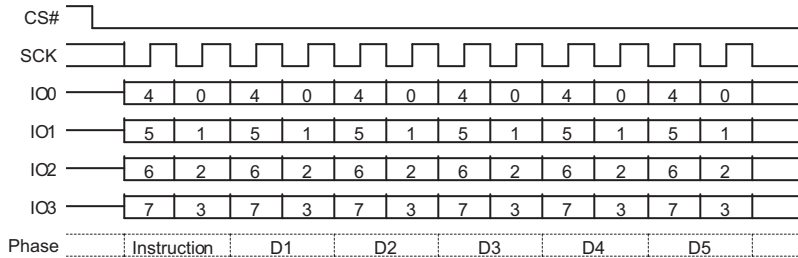 CS#
SCK
IO0 4 0 4 0 4 0 4 0 4 0 4 0
IO1 5 1 5 1 5 1 5 1 5 1 5 1
IO2 6 2 6 2 6 2 6 2 6 2 6 2
IO3 7 3 7 3 7 3 7 3 7 3 7 3
Phase Instruction D1 D2 D3 D4 D5